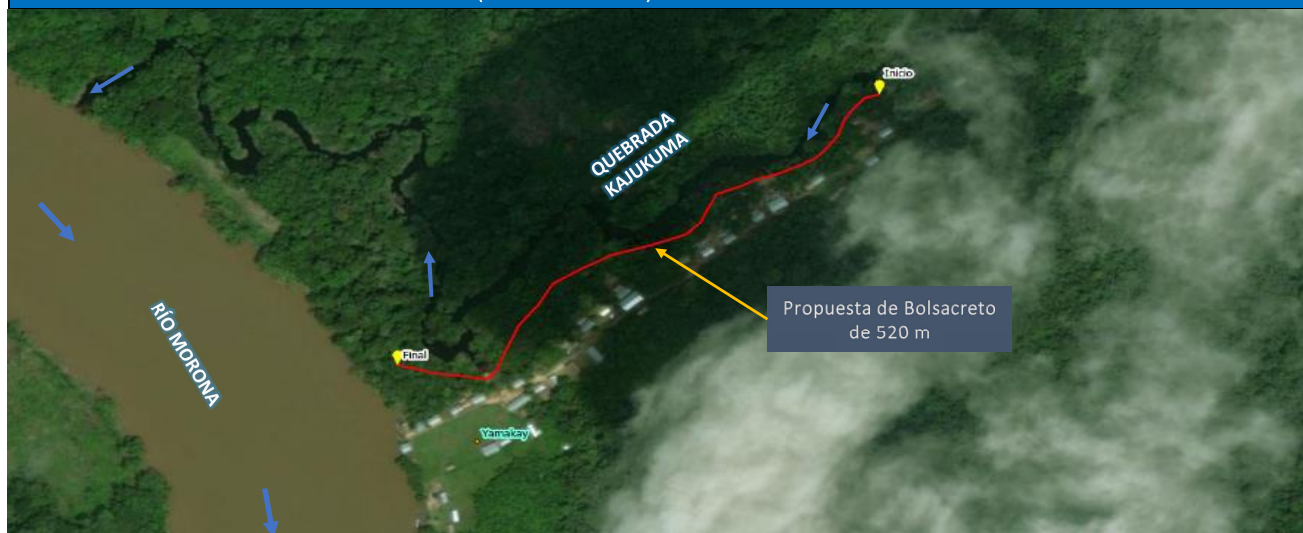 Inicio
QUEBRADA
KAJUKUMA
Propuesta de Bolsacreto
de 520 m
RÍO MORONA
Final
Yamakay